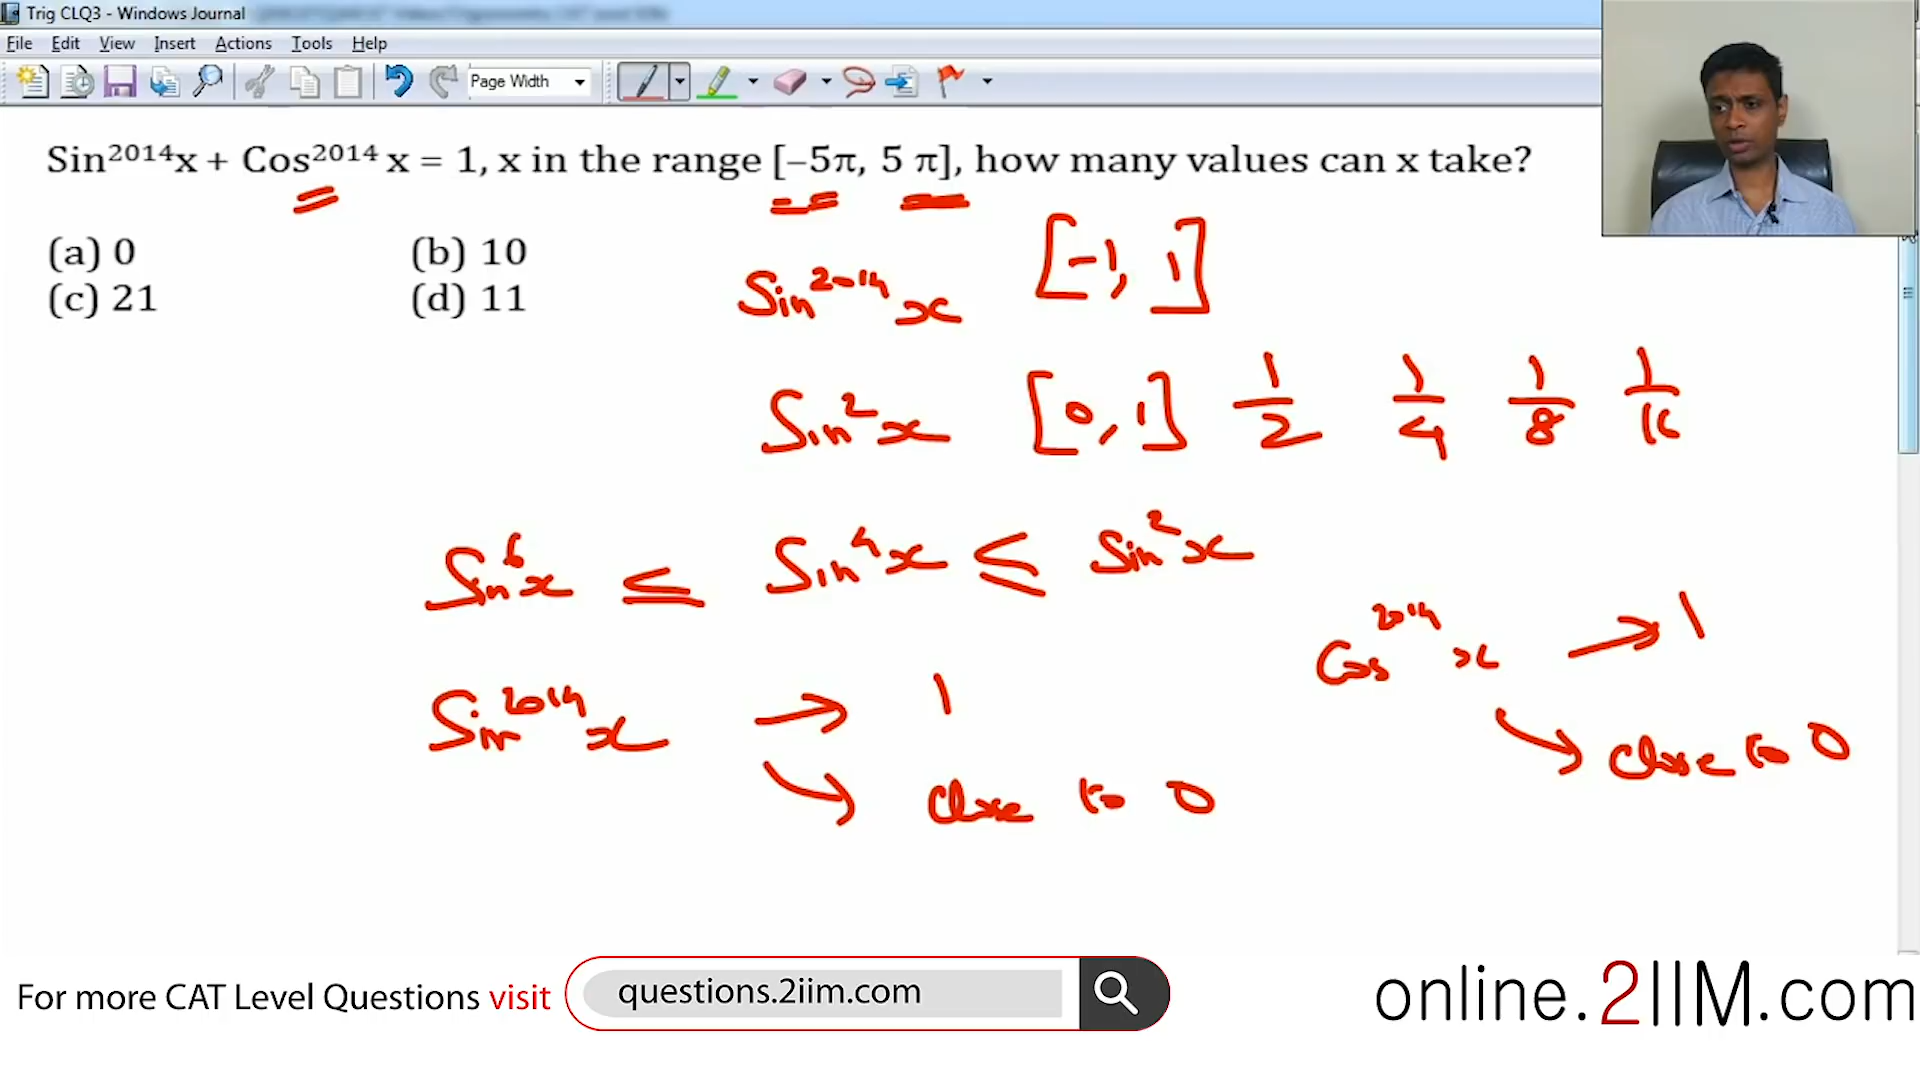 Trig CLQ3 - Windows Journal
File Edit View Insert Actions Tools Help
Page Width
Sin²⁰¹⁴x + Cos²⁰¹⁴ x = 1, x in the range [–5π, 5 π], how many values can x take?
(a) 0 (b) 10
(c) 21 (d) 11
Sin²⁰¹⁴x [-1, 1]
Sin²x [0, 1] 1/2 1/4 1/8 1/16
Sin⁶x ≤ Sin⁴x ≤ Sin²x
Cos²⁰¹⁴x → 1
Sin²⁰¹⁴x → 1
close to 0
close to 0
For more CAT Level Questions visit questions.2iim.com
online.2IIM.com